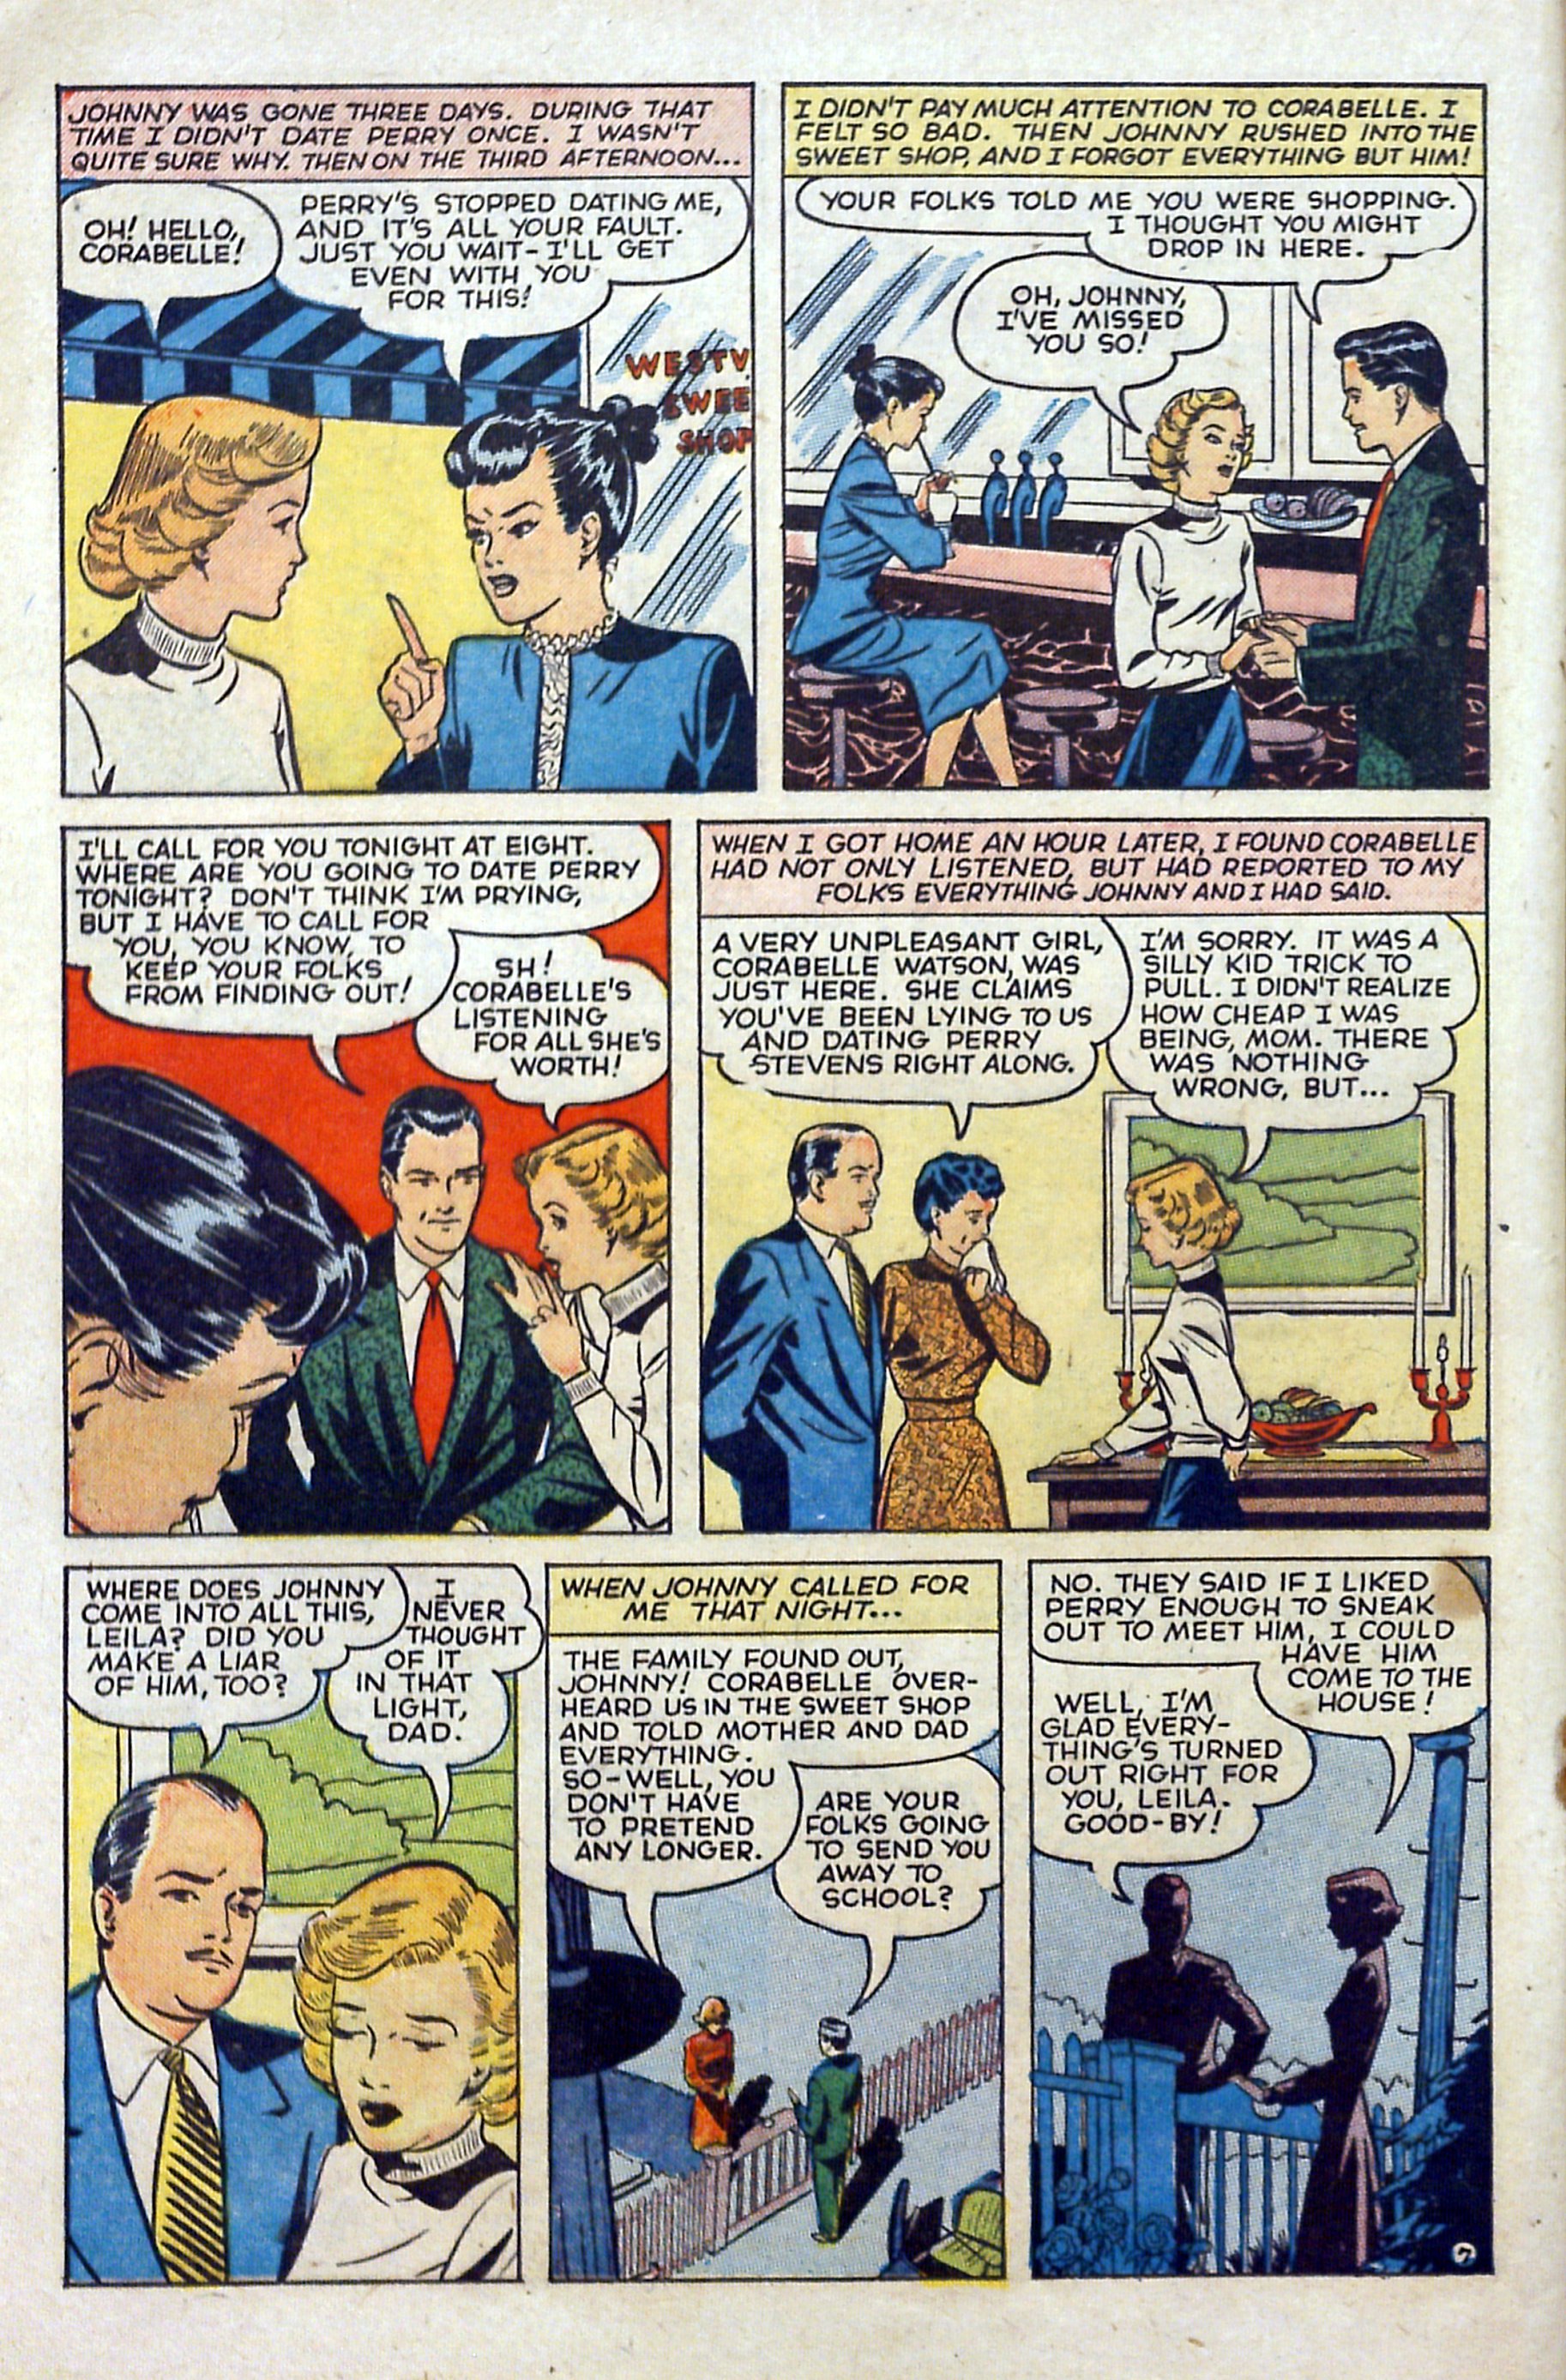 JOHNNY WAS GONE THREE DAYS. DURING THAT
TIME I DIDN'T DATE PERRY ONCE. I WASN'T
QUITE SURE WHY. THEN ON THE THIRD AFTERNOON...
OH! HELLO,
CORABELLE!
PERRY'S STOPPED DATING ME,
AND IT'S ALL YOUR FAULT.
JUST YOU WAIT- I'LL GET
EVEN WITH YOU
FOR THIS!
WESTV
SWEE
SHOP
I DIDN'T PAY MUCH ATTENTION TO CORABELLE. I
FELT SO BAD. THEN JOHNNY RUSHED INTO THE
SWEET SHOP, AND I FORGOT EVERYTHING BUT HIM!
YOUR FOLKS TOLD ME YOU WERE SHOPPING.
I THOUGHT YOU MIGHT
DROP IN HERE.
OH, JOHNNY,
I'VE MISSED
YOU SO!
I'LL CALL FOR YOU TONIGHT AT EIGHT.
WHERE ARE YOU GOING TO DATE PERRY
TONIGHT? DON'T THINK I'M PRYING,
BUT I HAVE TO CALL FOR
YOU, YOU KNOW, TO
KEEP YOUR FOLKS
FROM FINDING OUT!
SH!
CORABELLE'S
LISTENING
FOR ALL SHE'S
WORTH!
WHEN I GOT HOME AN HOUR LATER, I FOUND CORABELLE
HAD NOT ONLY LISTENED, BUT HAD REPORTED TO MY
FOLKS EVERYTHING JOHNNY AND I HAD SAID.
A VERY UNPLEASANT GIRL,
CORABELLE WATSON, WAS
JUST HERE. SHE CLAIMS
YOU'VE BEEN LYING TO US
AND DATING PERRY
STEVENS RIGHT ALONG.
I'M SORRY. IT WAS A
SILLY KID TRICK TO
PULL. I DIDN'T REALIZE
HOW CHEAP I WAS
BEING, MOM. THERE
WAS NOTHING
WRONG, BUT...
WHERE DOES JOHNNY
COME INTO ALL THIS,
LEILA? DID YOU
MAKE A LIAR
OF HIM, TOO?
I
NEVER
THOUGHT
OF IT
IN THAT
LIGHT,
DAD.
WHEN JOHNNY CALLED FOR
ME THAT NIGHT...
THE FAMILY FOUND OUT,
JOHNNY! CORABELLE OVER-
HEARD US IN THE SWEET SHOP
AND TOLD MOTHER AND DAD
EVERYTHING.
SO-WELL, YOU
DON'T HAVE
TO PRETEND
ANY LONGER.
ARE YOUR
FOLKS GOING
TO SEND YOU
AWAY TO
SCHOOL?
NO. THEY SAID IF I LIKED
PERRY ENOUGH TO SNEAK
OUT TO MEET HIM, I COULD
HAVE HIM
COME TO THE
HOUSE!
WELL, I'M
GLAD EVERY-
THING'S TURNED
OUT RIGHT FOR
YOU, LEILA.
GOOD-BY!
7